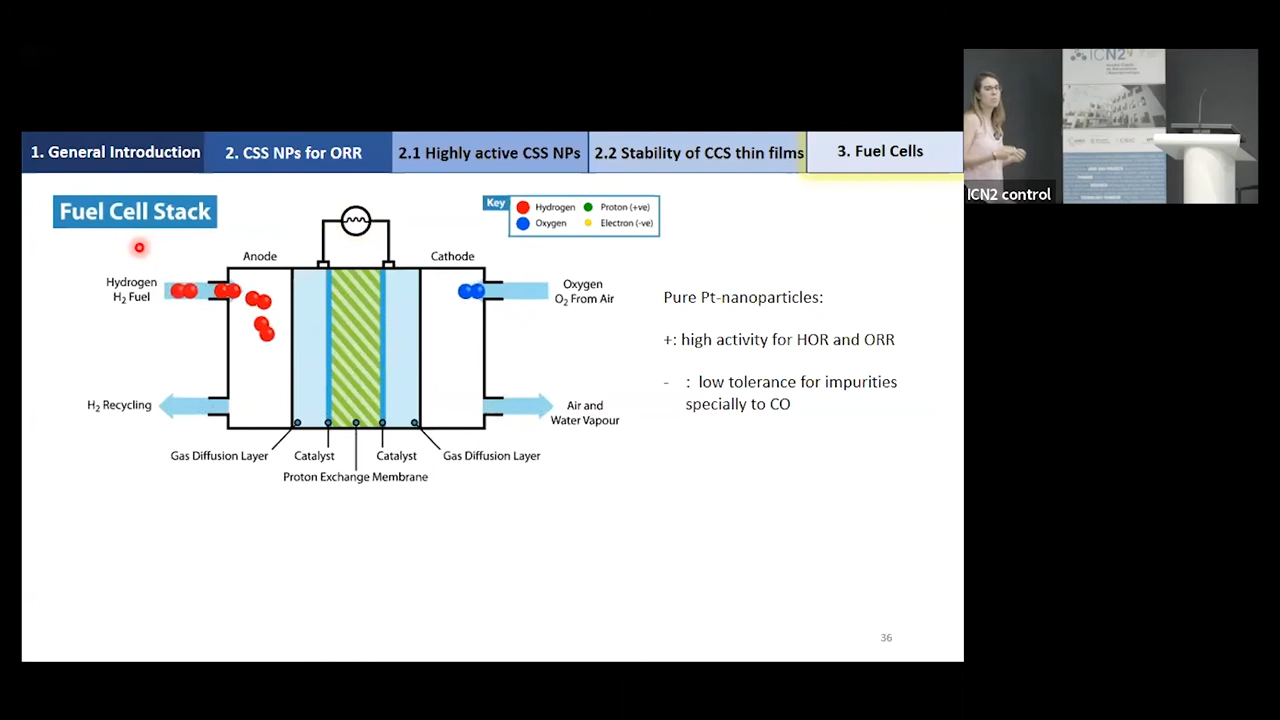 1. General Introduction
2. CSS NPs for ORR
2.1 Highly active CSS NPs
2.2 Stability of CCS thin films
3. Fuel Cells
Fuel Cell Stack
Key
Hydrogen
Proton (+ve)
Oxygen
Electron (-ve)
Anode
Cathode
Hydrogen
H₂ Fuel
Oxygen
O₂ From Air
H₂ Recycling
Air and
Water Vapour
Gas Diffusion Layer
Catalyst
Catalyst
Gas Diffusion Layer
Proton Exchange Membrane
Pure Pt-nanoparticles:
+: high activity for HOR and ORR
- : low tolerance for impurities
specially to CO
36
ICN2
ICN2 control